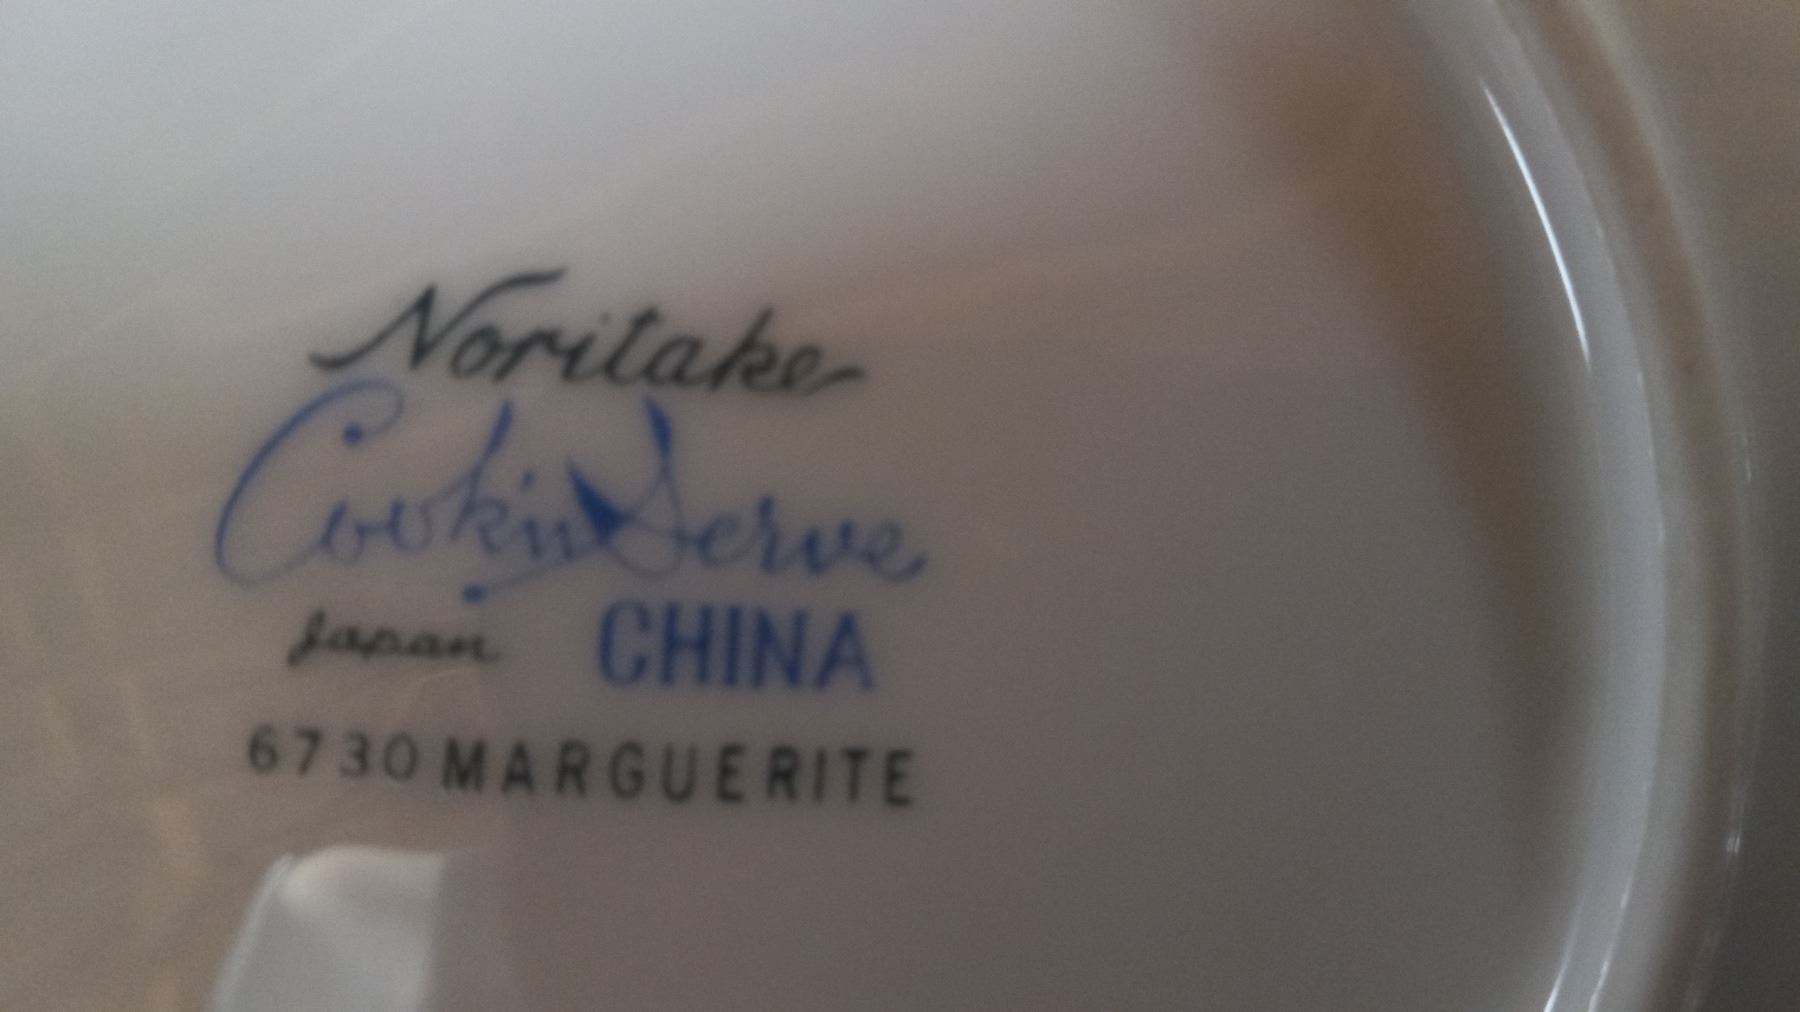 Noritake
Cook'n Serve
Japan CHINA
6730 MARGUERITE